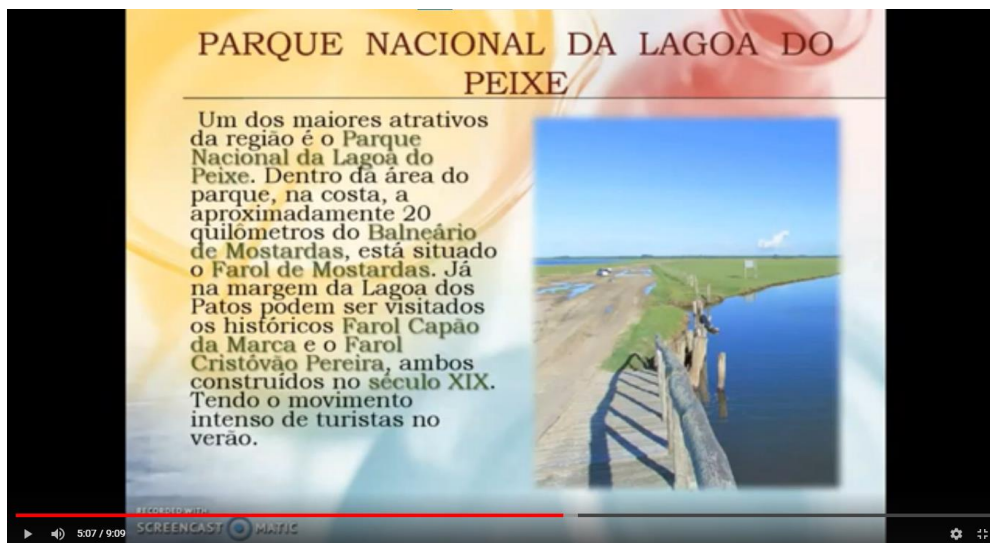 PARQUE NACIONAL DA LAGOA DO
PEIXE
Um dos maiores atrativos
da região é o Parque
Nacional da Lagoa do
Peixe. Dentro da área do
parque, na costa, a
aproximadamente 20
quilômetros do Balneário
de Mostardas, está situado
o Farol de Mostardas. Já
na margem da Lagoa dos
Patos podem ser visitados
os históricos Farol Capão
da Marca e o Farol
Cristóvão Pereira, ambos
construídos no século XIX.
Tendo o movimento
intenso de turistas no
verão.
RECORDED WITH
SCREENCAST MATIC
5:07 / 9:09